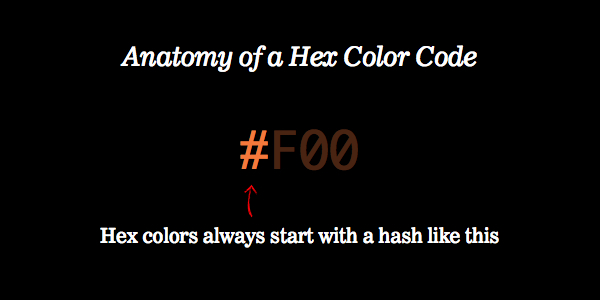 Anatomy of a Hex Color Code
#F00
Hex colors always start with a hash like this